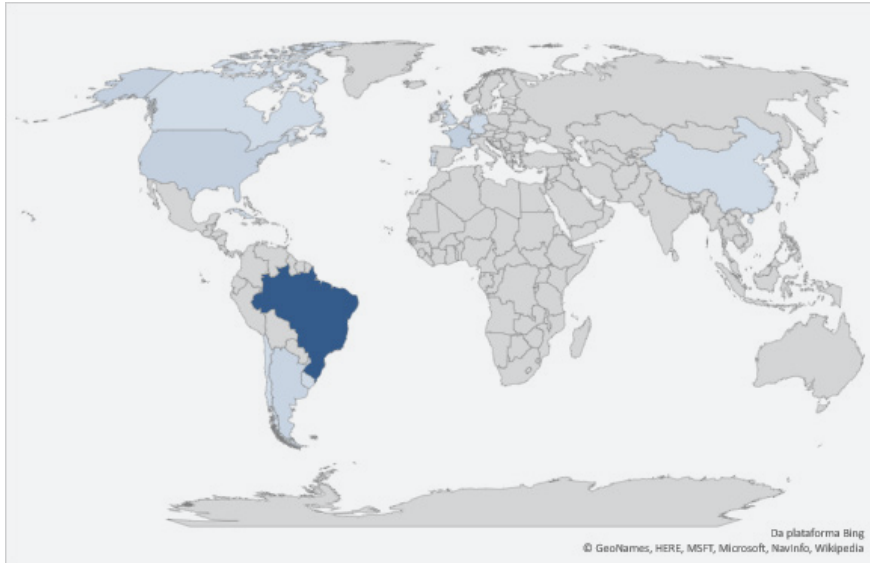 Da plataforma Bing
© GeoNames, HERE, MSFT, Microsoft, NavInfo, Wikipedia